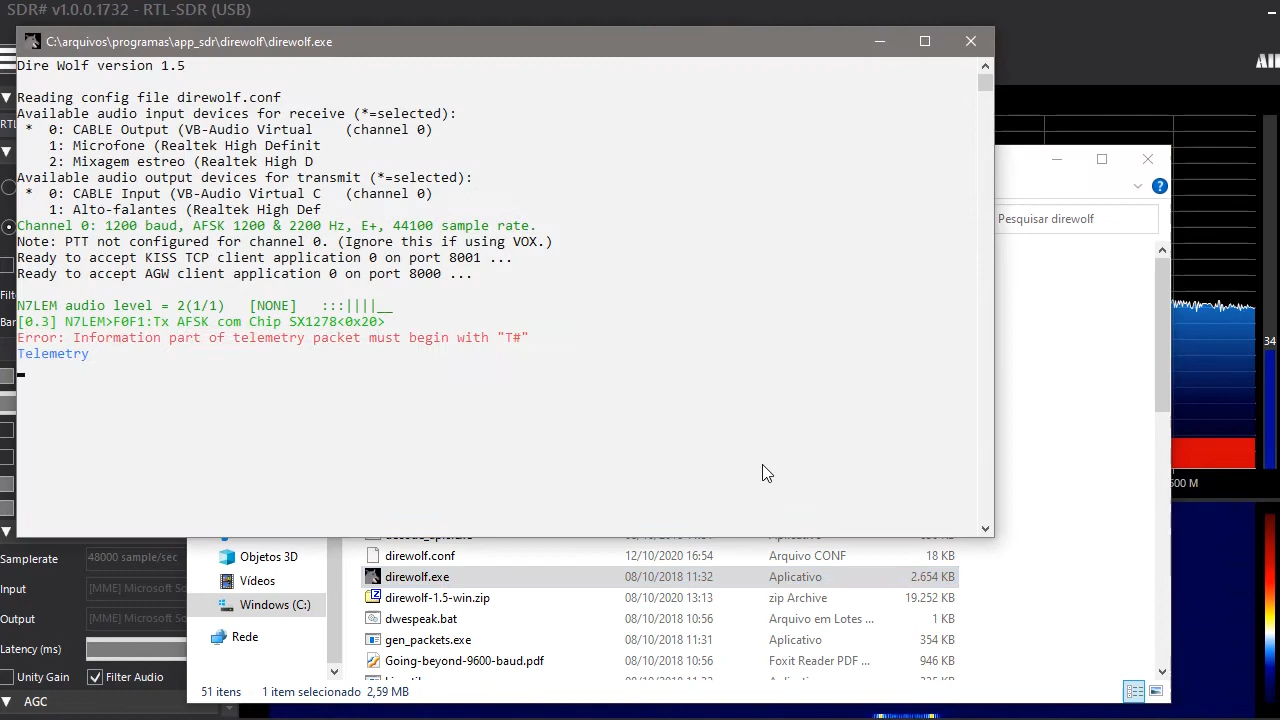 SDR# v1.0.0.1732 - RTL-SDR (USB)
C:\arquivos\programas\app_sdr\direwolf\direwolf.exe
Dire Wolf version 1.5
Reading config file direwolf.conf
Available audio input devices for receive (*=selected):
* 0: CABLE Output (VB-Audio Virtual (channel 0)
1: Microfone (Realtek High Definit
2: Mixagem estreo (Realtek High D
Available audio output devices for transmit (*=selected):
* 0: CABLE Input (VB-Audio Virtual C (channel 0)
1: Alto-falantes (Realtek High Def
Channel 0: 1200 baud, AFSK 1200 & 2200 Hz, E+, 44100 sample rate.
Note: PTT not configured for channel 0. (Ignore this if using VOX.)
Ready to accept KISS TCP client application 0 on port 8001 ...
Ready to accept AGW client application 0 on port 8000 ...
N7LEM audio level = 2(1/1) [NONE] :::||||__
[0.3] N7LEM>F0F1:Tx AFSK com Chip SX1278<0x20>
Error: Information part of telemetry packet must begin with "T#"
Telemetry
Pesquisar direwolf
34
500 M
Objetos 3D
Vídeos
Windows (C:)
Rede
direwolf.conf 12/10/2020 16:54 Arquivo CONF 18 KB
direwolf.exe 08/10/2018 11:32 Aplicativo 2.654 KB
direwolf-1.5-win.zip 08/10/2020 13:13 zip Archive 19.252 KB
dwespeak.bat 08/10/2018 10:56 Arquivo em Lotes ... 1 KB
gen_packets.exe 08/10/2018 11:31 Aplicativo 354 KB
Going-beyond-9600-baud.pdf 08/10/2018 10:56 Foxit Reader PDF ... 946 KB
51 itens 1 item selecionado 2,59 MB
Samplerate 48000 sample/sec
Input [MME] Microsoft So
Output [MME] Microsoft So
Latency (ms)
Unity Gain Filter Audio
AGC